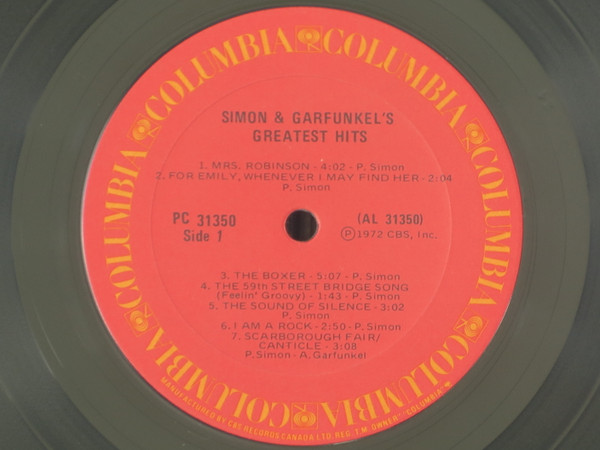 COLUMBIA COLUMBIA COLUMBIA COLUMBIA COLUMBIA COLUMBIA
SIMON & GARFUNKEL'S
GREATEST HITS
1. MRS. ROBINSON - 4:02 - P. Simon
2. FOR EMILY, WHENEVER I MAY FIND HER - 2:04
P. Simon
PC 31350 (AL 31350)
Side 1 Ⓟ1972 CBS, Inc.
3. THE BOXER - 5:07 - P. Simon
4. THE 59th STREET BRIDGE SONG
(Feelin' Groovy) - 1:43 - P. Simon
5. THE SOUND OF SILENCE - 3:02
P. Simon
6. I AM A ROCK - 2:50 - P. Simon
7. SCARBOROUGH FAIR/
CANTICLE - 3:08
P. Simon - A. Garfunkel
MANUFACTURED BY CBS RECORDS CANADA LTD. REG. T.M. OWNER "COLUMBIA"